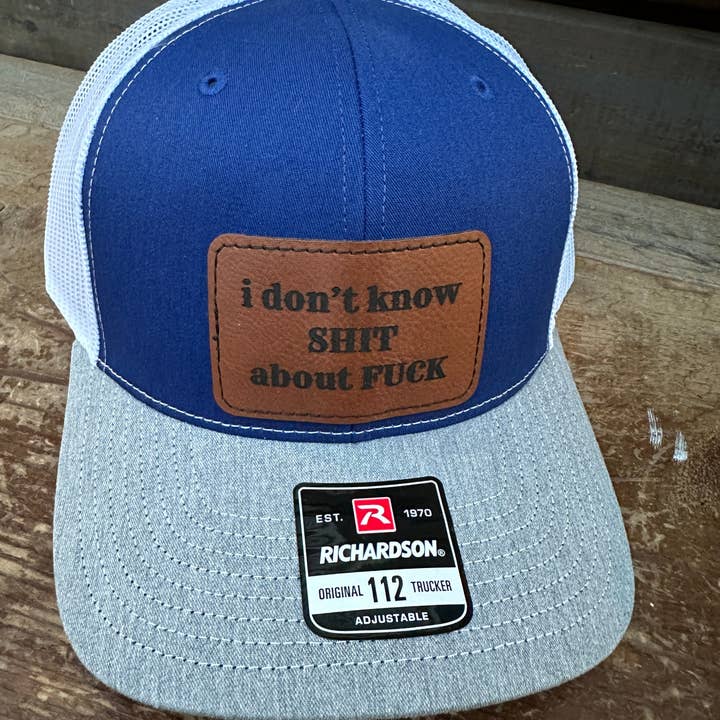 i don't know
SHIT
about FUCK
EST. R 1970
RICHARDSON®
ORIGINAL 112 TRUCKER
ADJUSTABLE